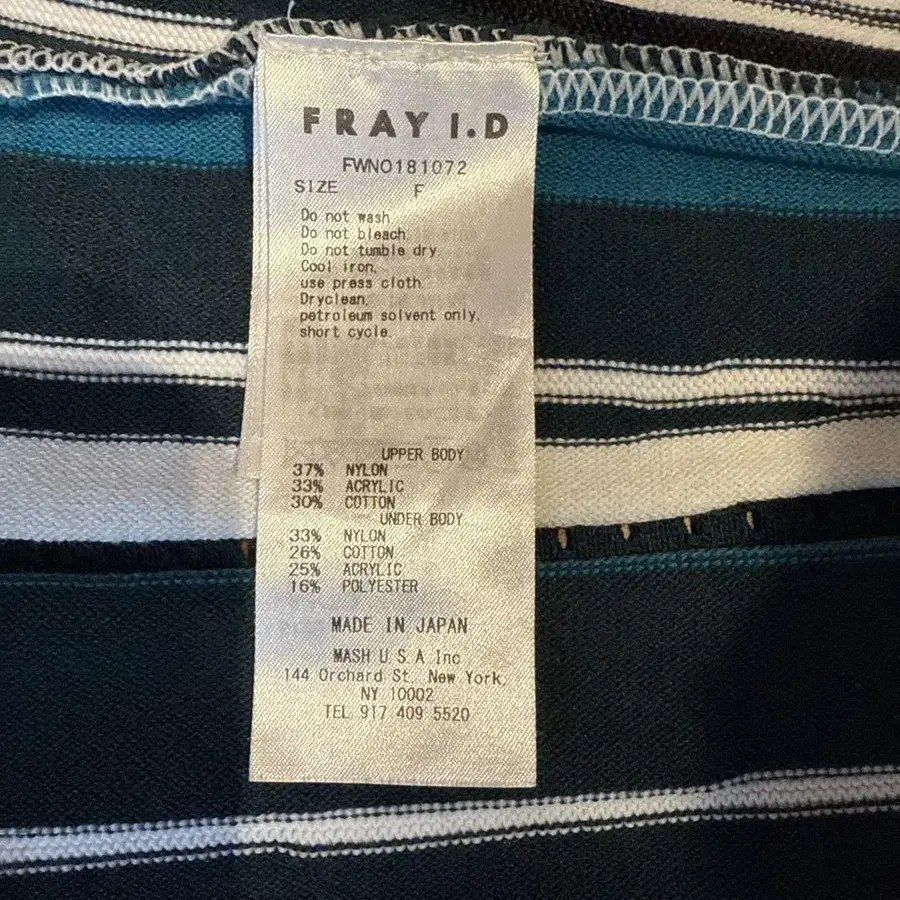 FRAY I.D
FWNO181072
SIZE F
Do not wash
Do not bleach
Do not tumble dry
Cool iron,
use press cloth
Dryclean,
petroleum solvent only,
short cycle.
UPPER BODY
37% NYLON
33% ACRYLIC
30% COTTON
UNDER BODY
33% NYLON
26% COTTON
25% ACRYLIC
16% POLYESTER
MADE IN JAPAN
MASH U.S.A Inc
144 Orchard St. New York,
NY 10002
TEL 917 409 5520